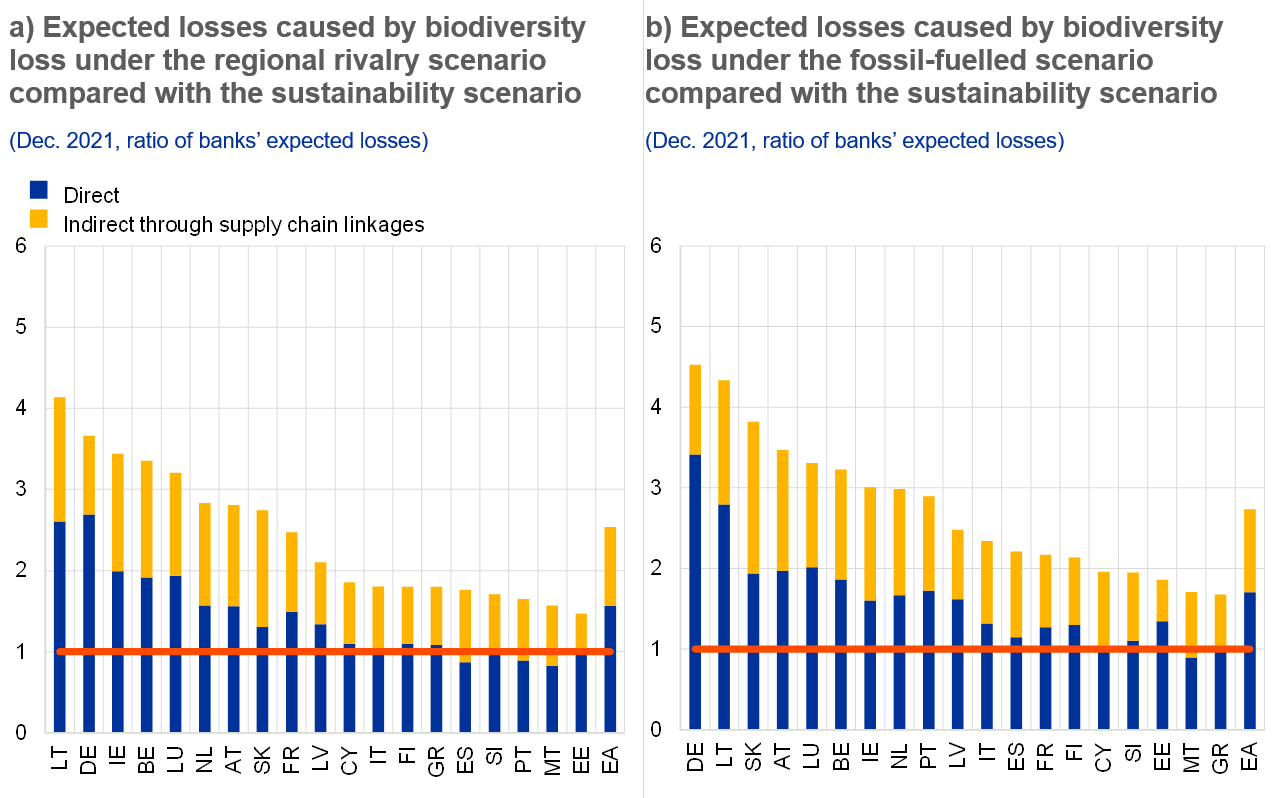 a) Expected losses caused by biodiversity
loss under the regional rivalry scenario
compared with the sustainability scenario
(Dec. 2021, ratio of banks’ expected losses)
Direct
Indirect through supply chain linkages
6
5
4
3
2
1
0
LT DE IE BE LU NL AT SK FR LV CY IT FI GR ES SI PT MT EE EA
b) Expected losses caused by biodiversity
loss under the fossil-fuelled scenario
compared with the sustainability scenario
(Dec. 2021, ratio of banks’ expected losses)
6
5
4
3
2
1
0
DE LT SK AT LU BE IE NL PT LV IT ES FR FI CY SI EE MT GR EA